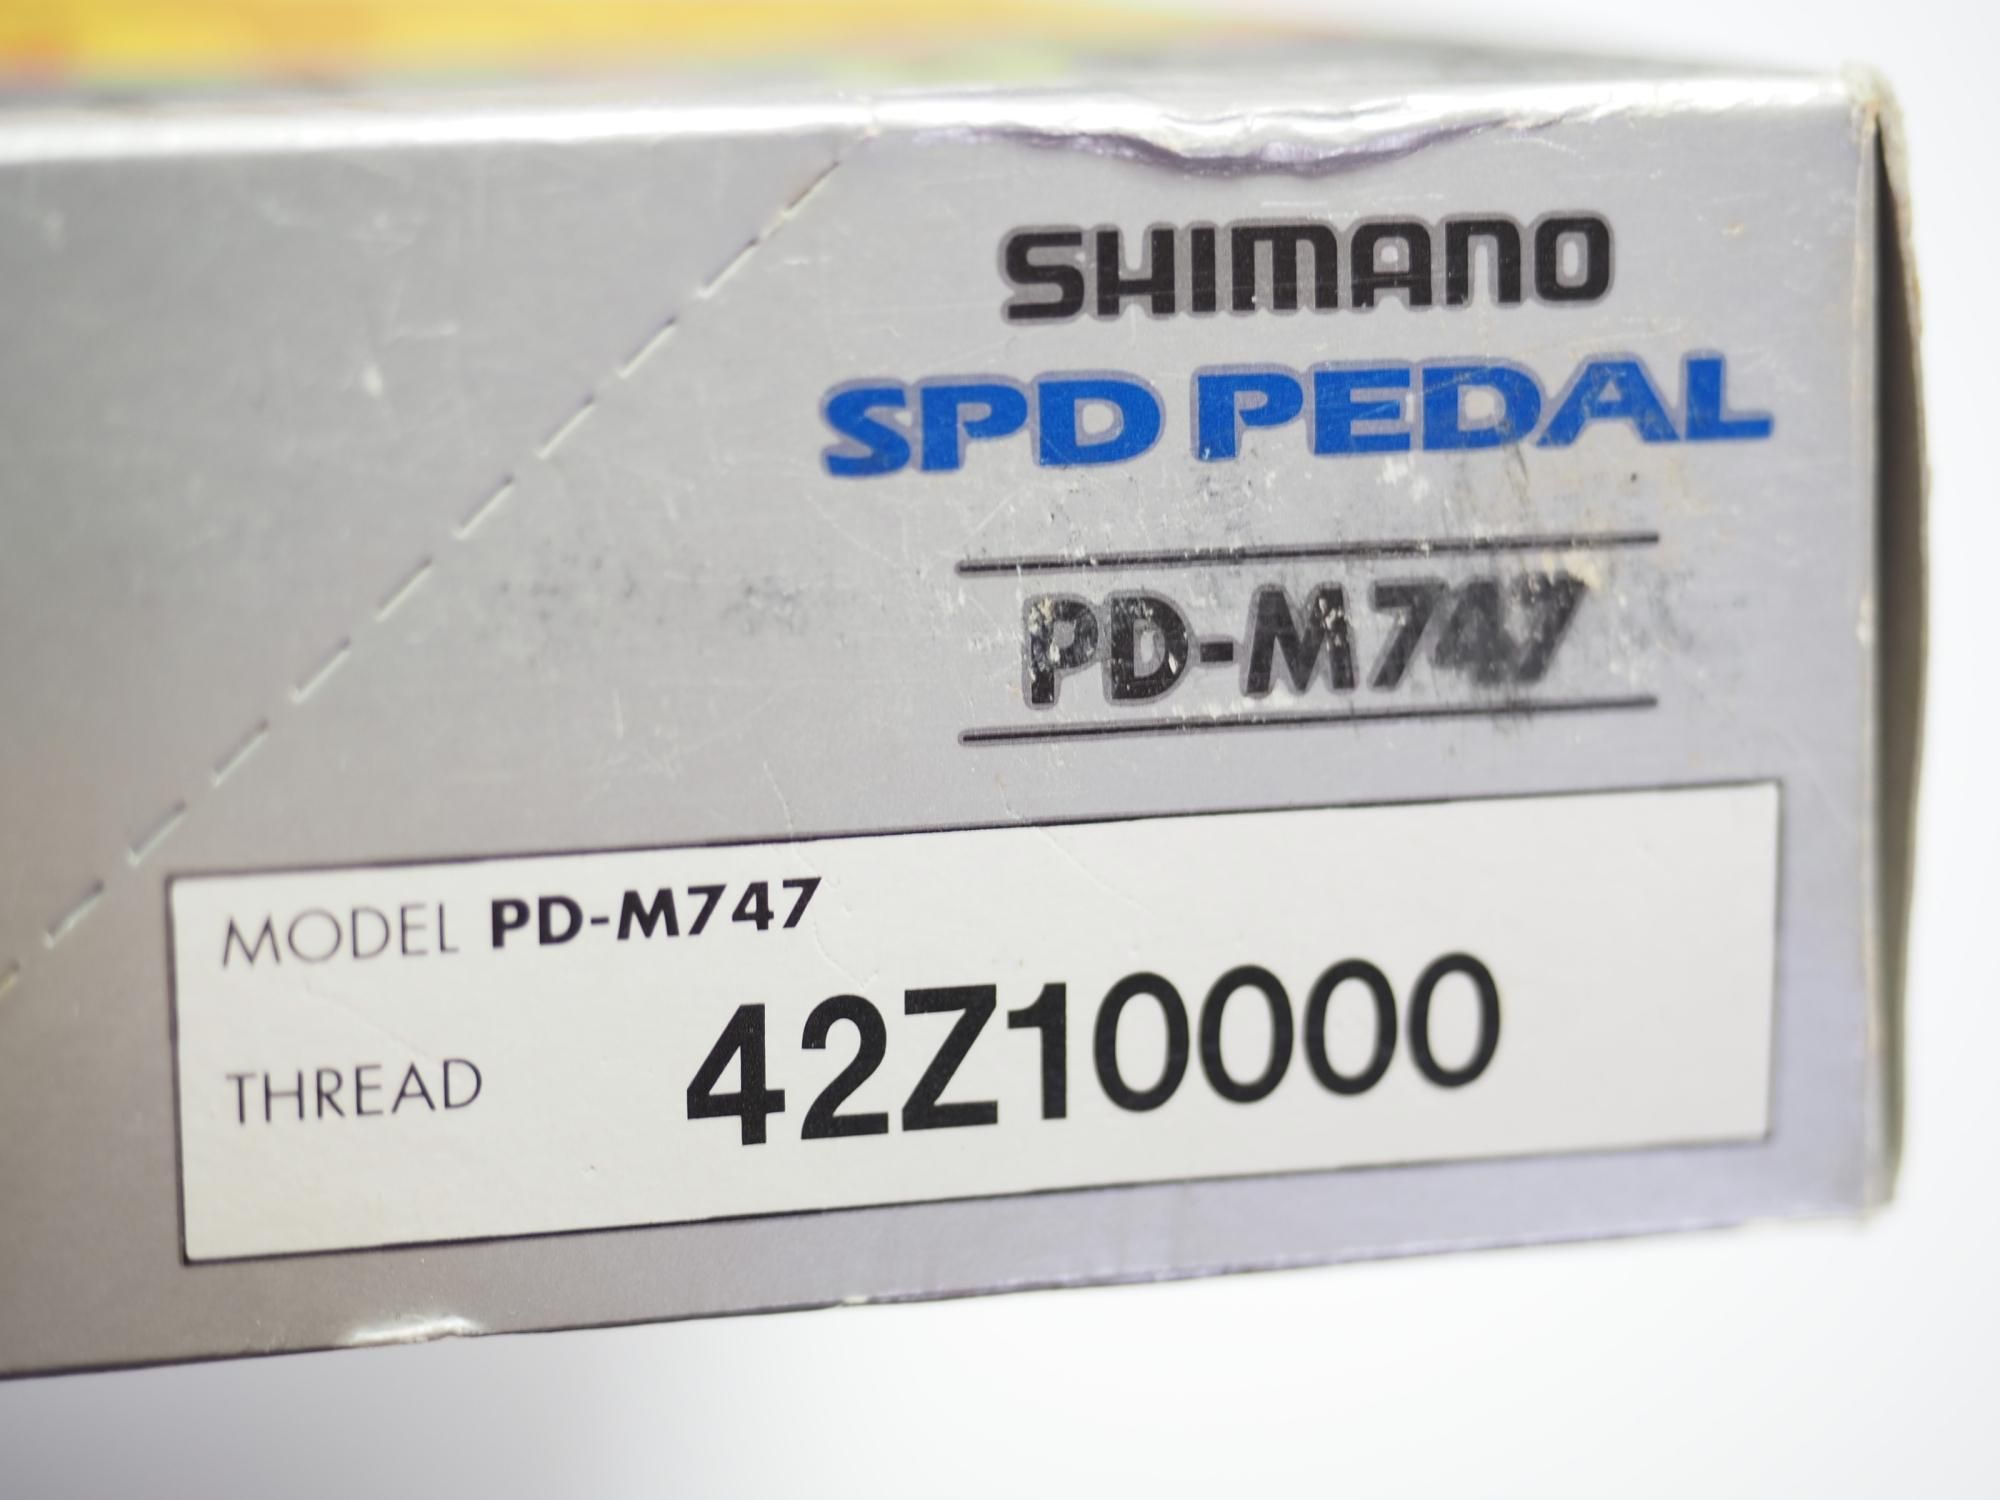 SHIMANO
SPD PEDAL
PD-M747
MODEL PD-M747
THREAD 42Z10000